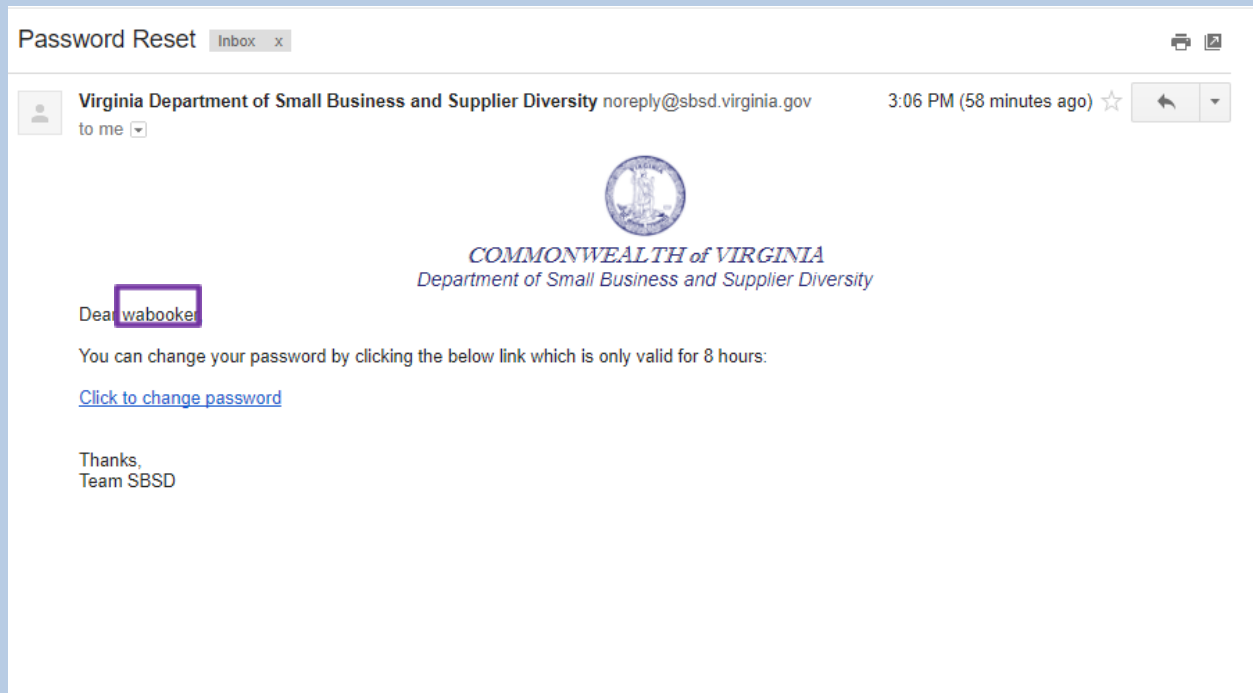 Password Reset Inbox x
Virginia Department of Small Business and Supplier Diversity noreply@sbsd.virginia.gov 3:06 PM (58 minutes ago)
to me
COMMONWEALTH of VIRGINIA
Department of Small Business and Supplier Diversity
Dear wabooker
You can change your password by clicking the below link which is only valid for 8 hours:
Click to change password
Thanks,
Team SBSD